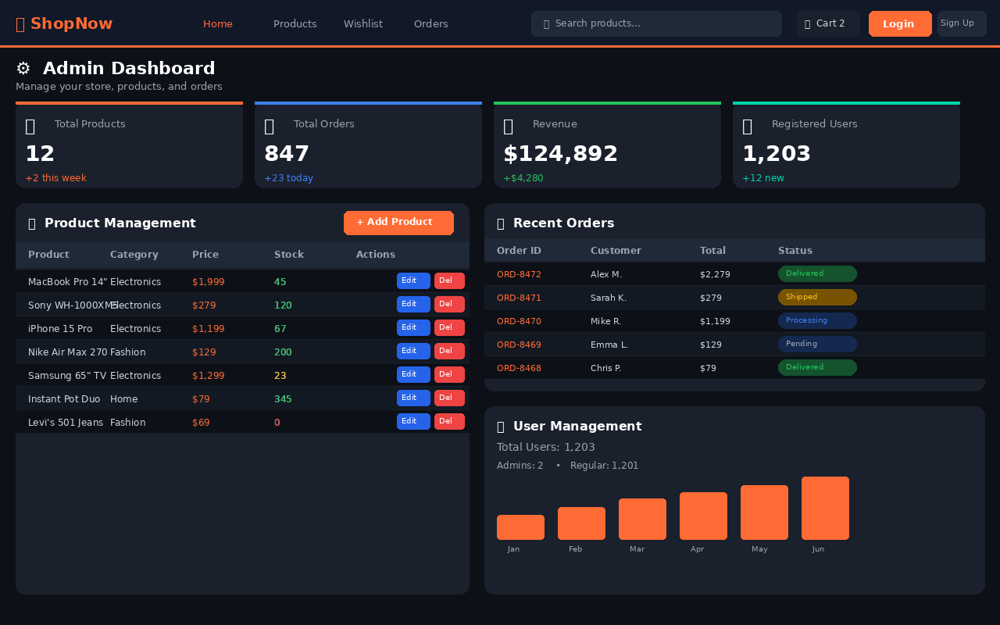 ShopNow Home Products Wishlist Orders Search products... Cart 2 Login Sign Up
Admin Dashboard
Manage your store, products, and orders
Total Products
12
+2 this week
Total Orders
847
+23 today
Revenue
$124,892
+$4,280
Registered Users
1,203
+12 new
Product Management + Add Product
Product Category Price Stock Actions
MacBook Pro 14" Electronics $1,999 45 Edit Del
Sony WH-1000XM5 Electronics $279 120 Edit Del
iPhone 15 Pro Electronics $1,199 67 Edit Del
Nike Air Max 270 Fashion $129 200 Edit Del
Samsung 65" TV Electronics $1,299 23 Edit Del
Instant Pot Duo Home $79 345 Edit Del
Levi's 501 Jeans Fashion $69 0 Edit Del
Recent Orders
Order ID Customer Total Status
ORD-8472 Alex M. $2,279 Delivered
ORD-8471 Sarah K. $279 Shipped
ORD-8470 Mike R. $1,199 Processing
ORD-8469 Emma L. $129 Pending
ORD-8468 Chris P. $79 Delivered
User Management
Total Users: 1,203
Admins: 2 • Regular: 1,201
Jan Feb Mar Apr May Jun